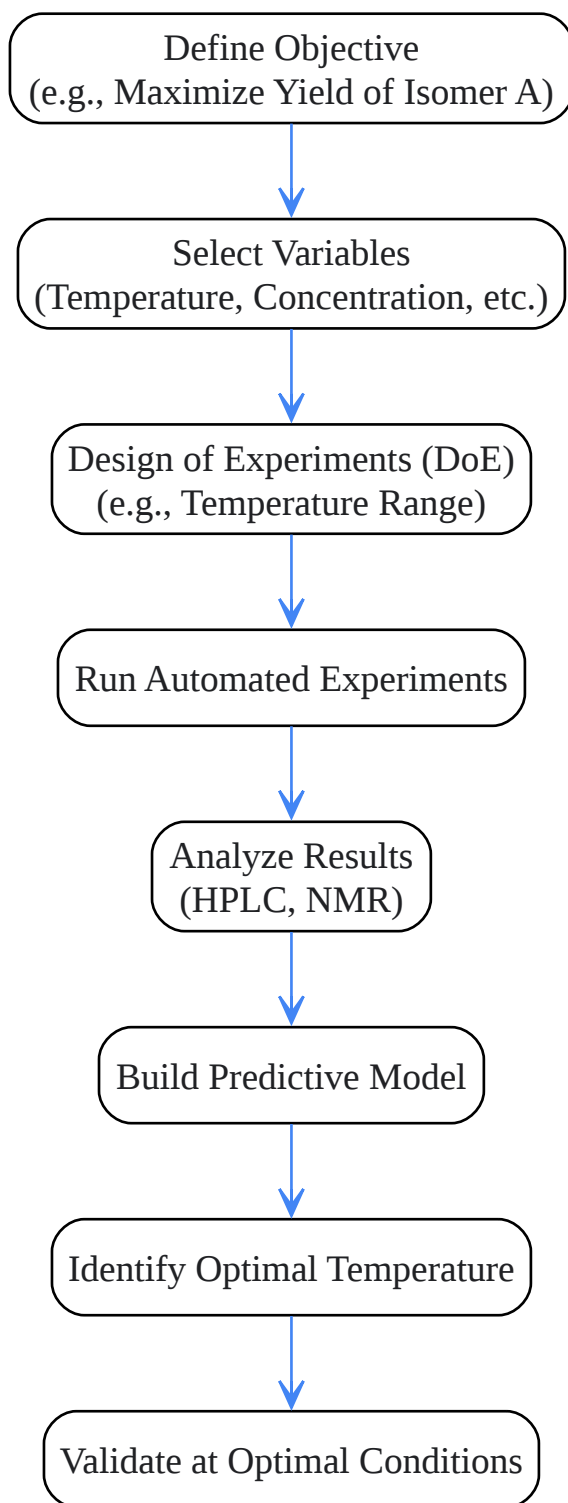 Define Objective
(e.g., Maximize Yield of Isomer A)
Select Variables
(Temperature, Concentration, etc.)
Design of Experiments (DoE)
(e.g., Temperature Range)
Run Automated Experiments
Analyze Results
(HPLC, NMR)
Build Predictive Model
Identify Optimal Temperature
Validate at Optimal Conditions